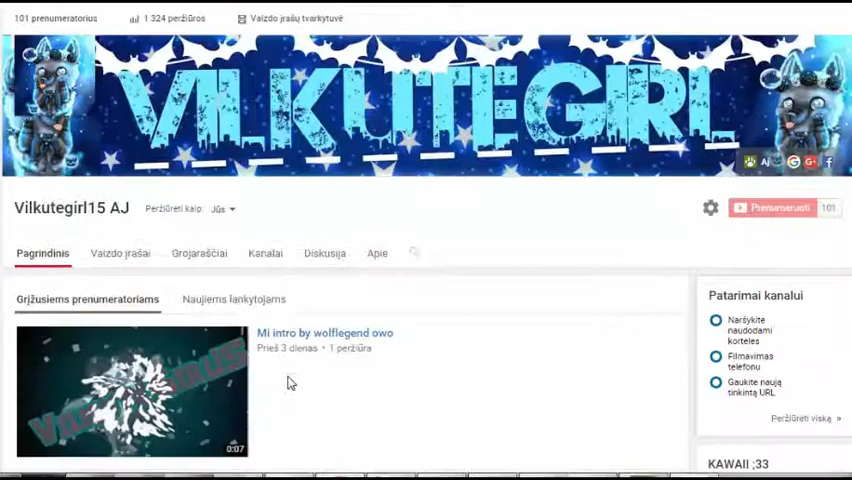 101 prenumeratorius 1 324 peržiūros Vaizdo įrašų tvarkytuvė
VILKUTEGIRL
Aj
Vilkutegirl15 AJ Peržiūrėti kaip: Jūs
Prenumeruoti 101
Pagrindinis Vaizdo įrašai Grojaraščiai Kanalai Diskusija Apie
Grįžusiems prenumeratoriams Naujiems lankytojams
Mi intro by wolflegend owo
Prieš 3 dienas • 1 peržiūra
0:07
Patarimai kanalui
Naršykite
naudodami
korteles
Filmavimas
telefonu
Gaukite naują
tinkintą URL
Peržiūrėti viską »
KAWAII ;33